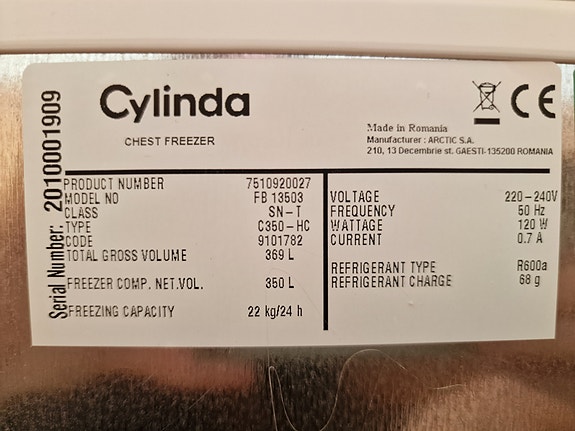 Cylinda
CHEST FREEZER
CE
Made in Romania
Manufacturer : ARCTIC S.A.
210, 13 Decembrie st. GAESTI-135200 ROMANIA
Serial Number: 2010001909
PRODUCT NUMBER 7510920027
MODEL NO FB 13503
CLASS SN-T
TYPE C350-HC
CODE 9101782
TOTAL GROSS VOLUME 369 L
FREEZER COMP. NET.VOL. 350 L
FREEZING CAPACITY 22 kg/24 h
VOLTAGE 220-240V
FREQUENCY 50 Hz
WATTAGE 120 W
CURRENT 0.7 A
REFRIGERANT TYPE R600a
REFRIGERANT CHARGE 68 g